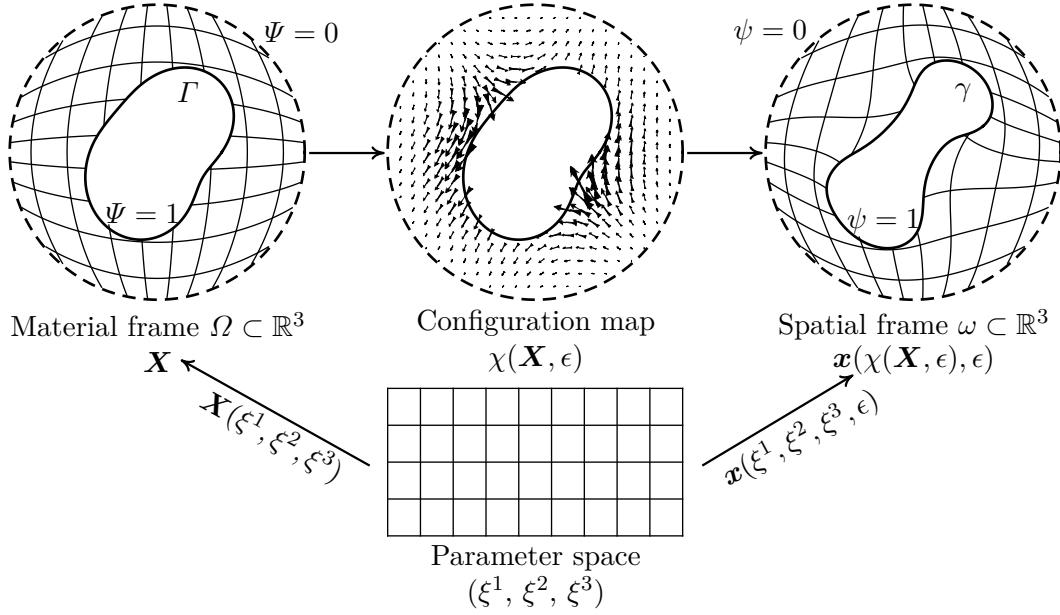 Ψ = 0
Γ
Ψ = 1
ψ = 0
γ
ψ = 1
Material frame Ω ⊂ ℝ³
X
Configuration map
χ(X, ϵ)
Spatial frame ω ⊂ ℝ³
x(χ(X, ϵ), ϵ)
X(ξ¹, ξ², ξ³)
x(ξ¹, ξ², ξ³, ϵ)
Parameter space
(ξ¹, ξ², ξ³)